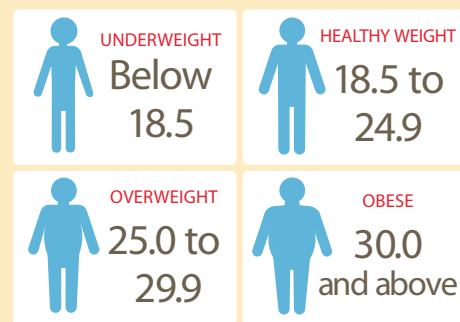 UNDERWEIGHT
Below
18.5
HEALTHY WEIGHT
18.5 to
24.9
OVERWEIGHT
25.0 to
29.9
OBESE
30.0
and above